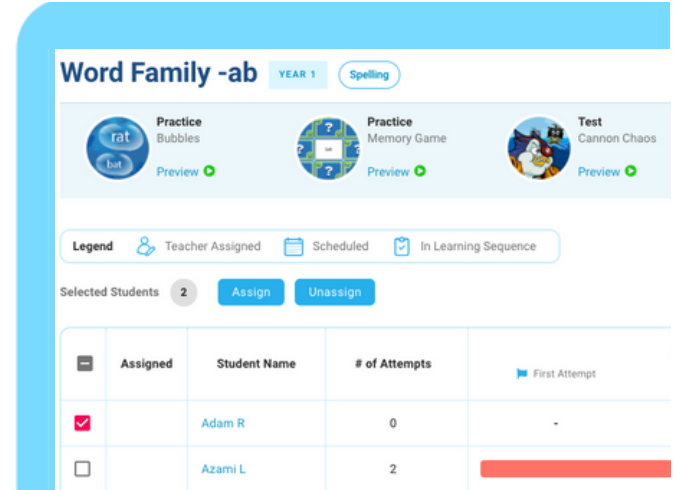 Word Family -ab YEAR 1 Spelling
Practice
Bubbles
Preview
rat
bat
Practice
Memory Game
Preview
?
?
?
?
Test
Cannon Chaos
Preview
Legend Teacher Assigned Scheduled In Learning Sequence
Selected Students 2 Assign Unassign
Assigned Student Name # of Attempts First Attempt
Adam R 0 -
Azami L 2